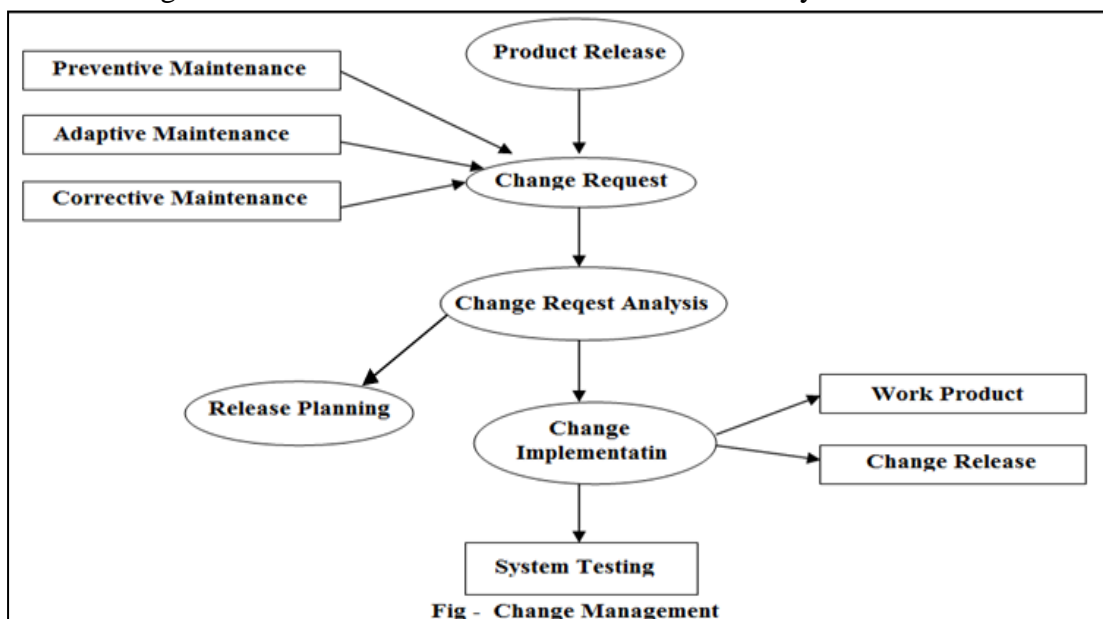 Product Release
Preventive Maintenance
Adaptive Maintenance
Change Request
Corrective Maintenance
Change Reqest Analysis
Release Planning
Work Product
Change
Implementatin
Change Release
System Testing
Fig - Change Management